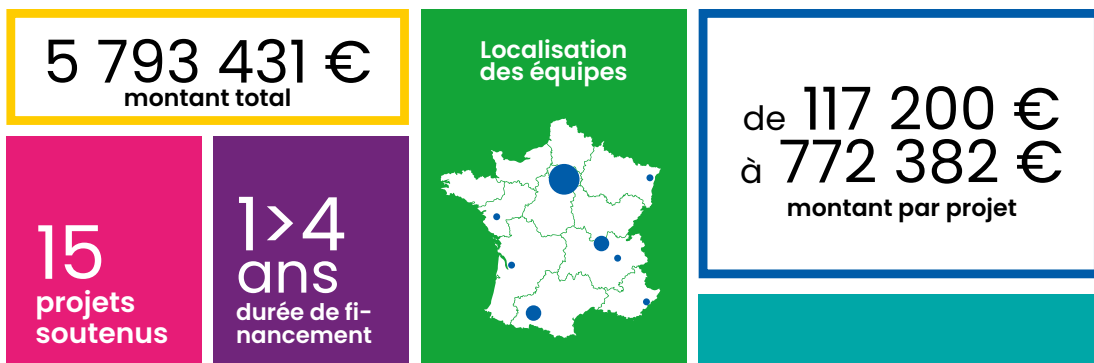 5 793 431 €
montant total
15
projets
soutenus
1>4
ans
durée de fi-
nancement
Localisation
des équipes
de 117 200 €
à 772 382 €
montant par projet